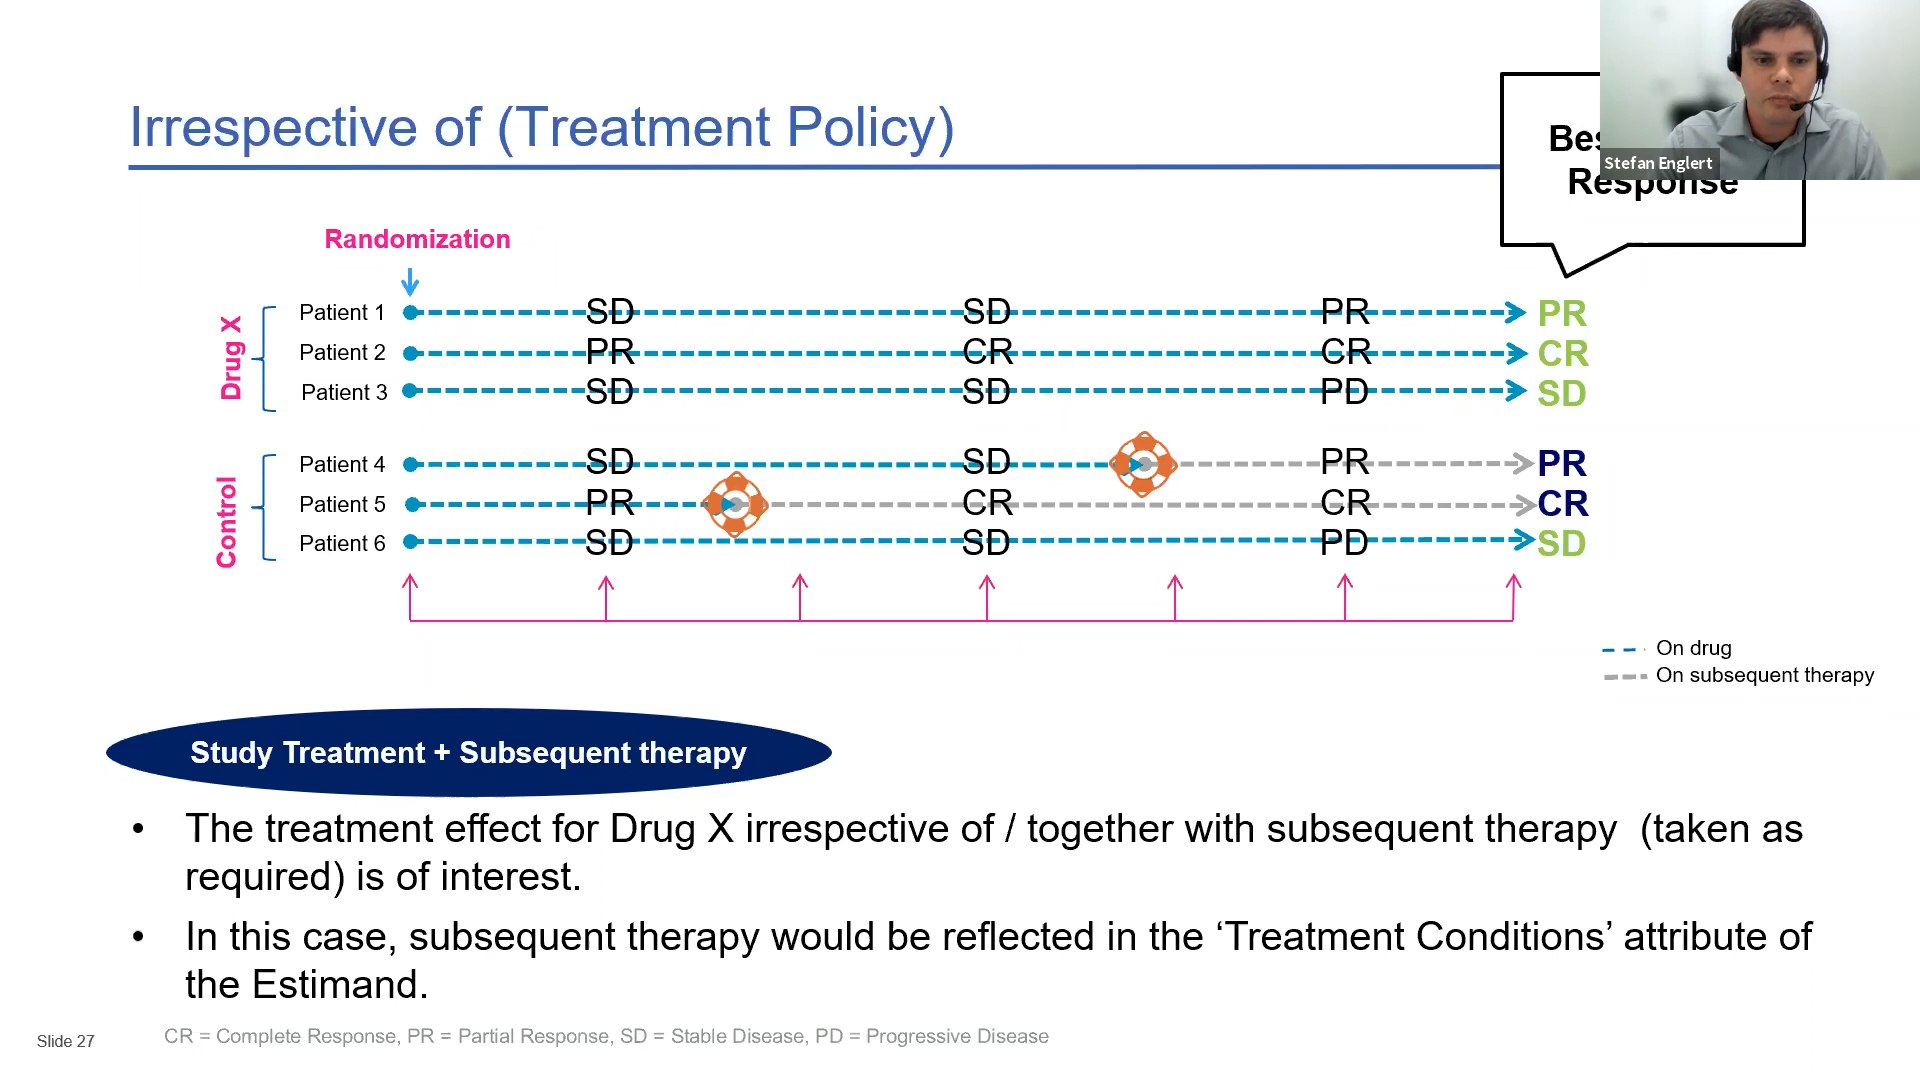 Irrespective of (Treatment Policy)
Response
Stefan Englert
Randomization
Drug X
Patient 1 SD SD PR PR
Patient 2 PR CR CR CR
Patient 3 SD SD PD SD
Control
Patient 4 SD SD PR PR
Patient 5 PR CR CR CR
Patient 6 SD SD PD SD
On drug
On subsequent therapy
Study Treatment + Subsequent therapy
• The treatment effect for Drug X irrespective of / together with subsequent therapy (taken as
required) is of interest.
• In this case, subsequent therapy would be reflected in the ‘Treatment Conditions’ attribute of
the Estimand.
Slide 27
CR = Complete Response, PR = Partial Response, SD = Stable Disease, PD = Progressive Disease